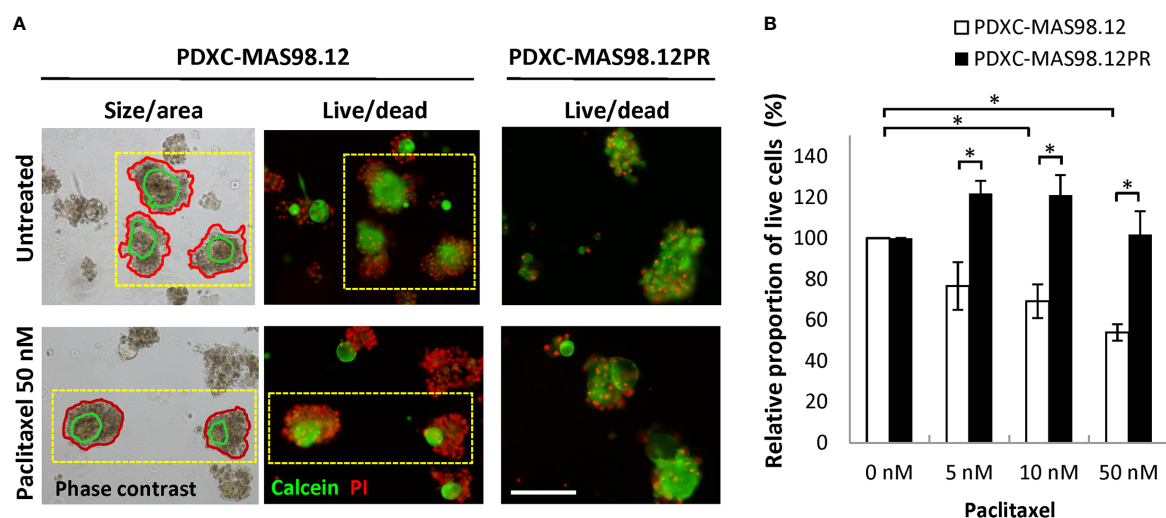 A
PDXC-MAS98.12
PDXC-MAS98.12PR
Size/area
Live/dead
Live/dead
Untreated
Paclitaxel 50 nM
Phase contrast
Calcein PI
B
PDXC-MAS98.12
PDXC-MAS98.12PR
Relative proportion of live cells (%)
140
120
100
80
60
40
20
0
*
*
*
*
*
0 nM 5 nM 10 nM 50 nM
Paclitaxel